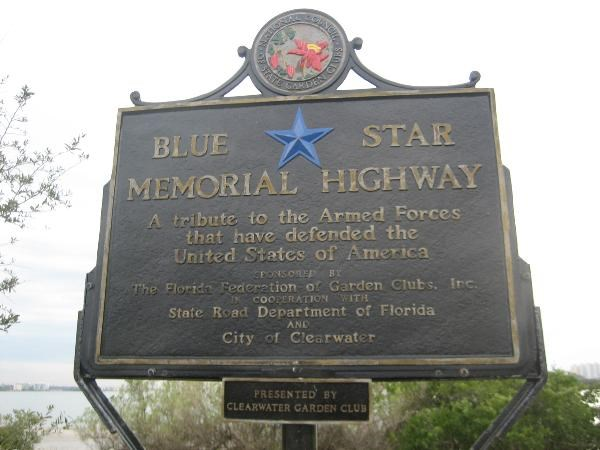 NATIONAL COUNCIL
OF STATE GARDEN CLUBS
BLUE STAR
MEMORIAL HIGHWAY
A tribute to the Armed Forces
that have defended the
United States of America
SPONSORED BY
The Florida Federation of Garden Clubs, Inc.
IN COOPERATION WITH
State Road Department of Florida
AND
City of Clearwater
PRESENTED BY
CLEARWATER GARDEN CLUB